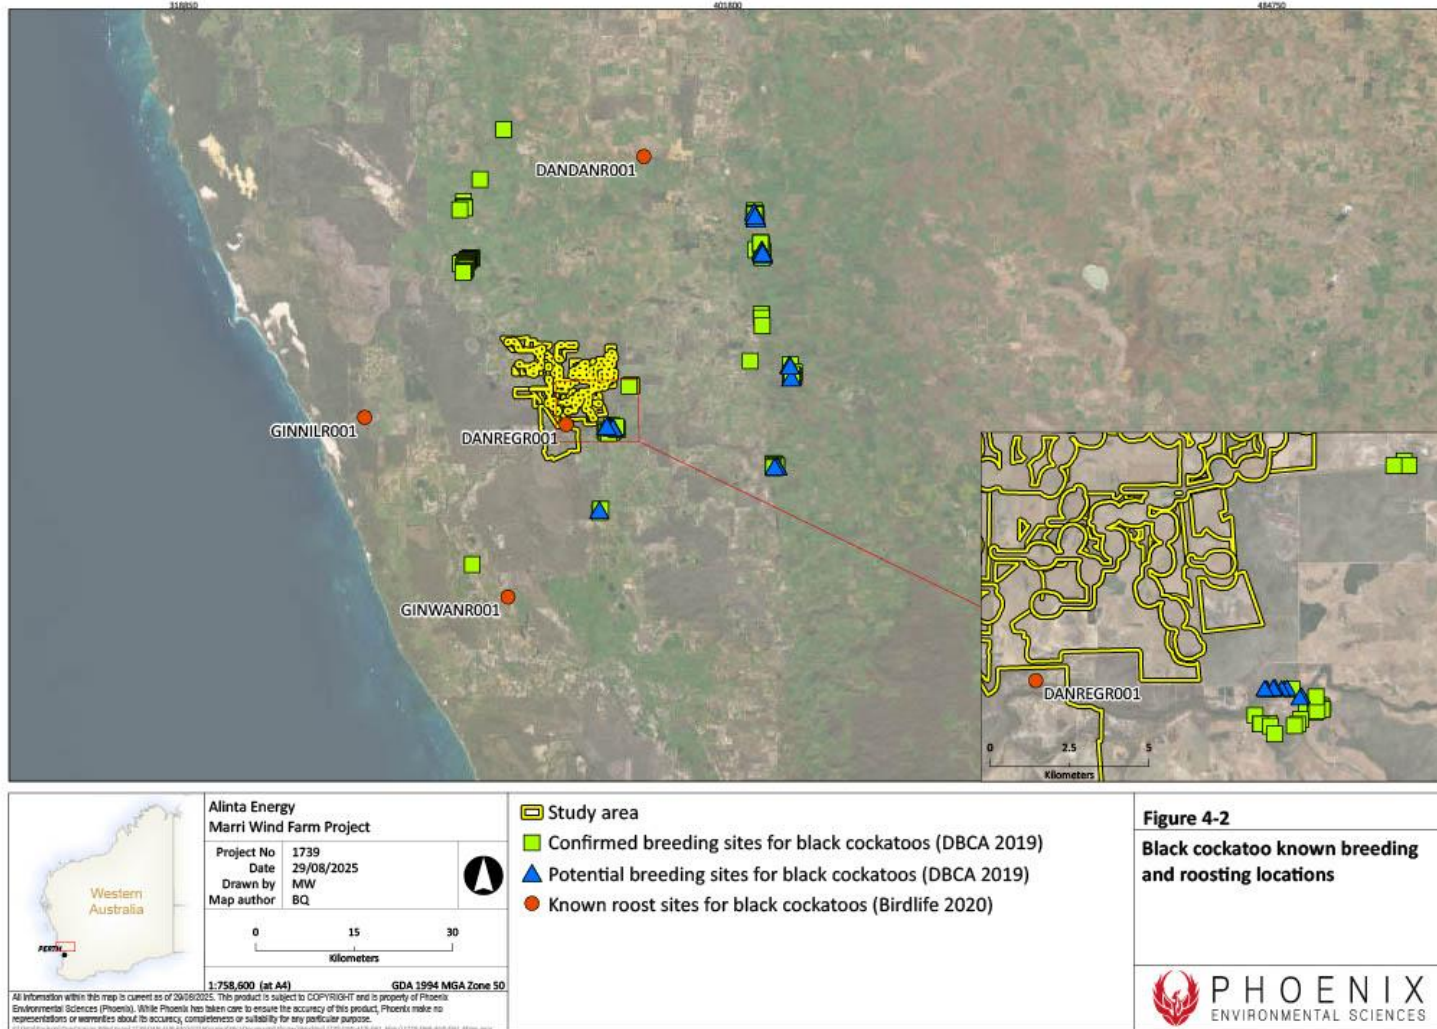 318850
401800
484750
DANDANR001
GINNILR001
DANREGR001
GINWANR001
DANREGR001
0 2.5 5
Kilometers
Western
Australia
PERTH
Alinta Energy
Marri Wind Farm Project
Project No 1739
Date 29/08/2025
Drawn by MW
Map author BQ
0 15 30
Kilometers
1:758,600 (at A4) GDA 1994 MGA Zone 50
All information within this map is current as of 29/08/2025. This product is subject to COPYRIGHT and is property of Phoenix
Environmental Sciences (Phoenix). While Phoenix has taken care to ensure the accuracy of this product, Phoenix make no
representations or warranties about its accuracy, completeness or suitability for any particular purpose.
Study area
Confirmed breeding sites for black cockatoos (DBCA 2019)
Potential breeding sites for black cockatoos (DBCA 2019)
Known roost sites for black cockatoos (Birdlife 2020)
Figure 4-2
Black cockatoo known breeding
and roosting locations
PHOENIX
ENVIRONMENTAL SCIENCES